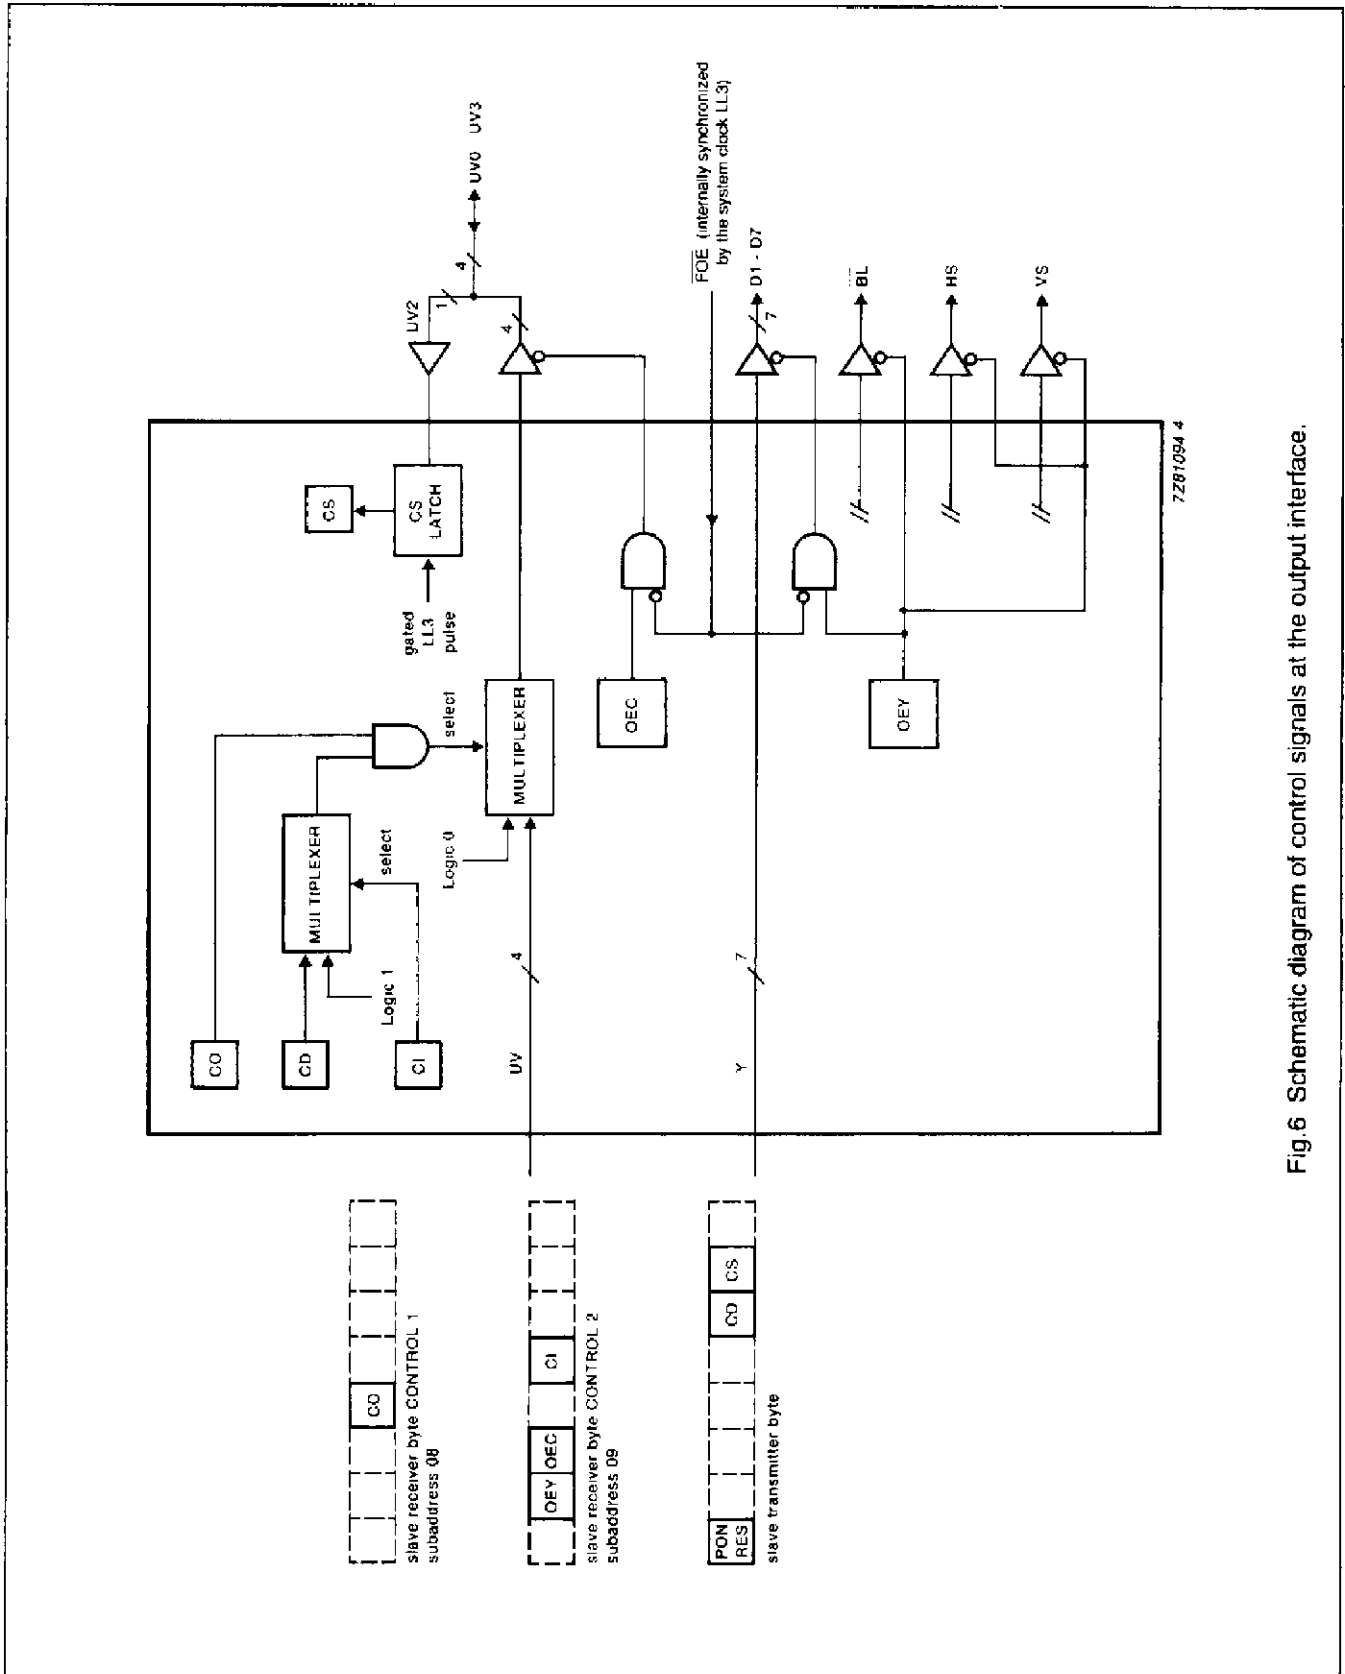 CO
CD
CI
Logic 1
MULTIPLEXER
select
Logic 0
MULTIPLEXER
select
gated
LL3
pulse
CS
CS
LATCH
UV2
1
4
4
UV0 UV3
UV
4
OEC
FOE (internally synchronized
by the system clock LL3)
Y
7
7
D1 - D7
OEY
BL
HS
VS
7Z81094 4
CO
slave receiver byte CONTROL 1
subaddress 08
OEY OEC CI
slave receiver byte CONTROL 2
subaddress 09
PON
RES
CD CS
slave transmitter byte
Fig.6 Schematic diagram of control signals at the output interface.